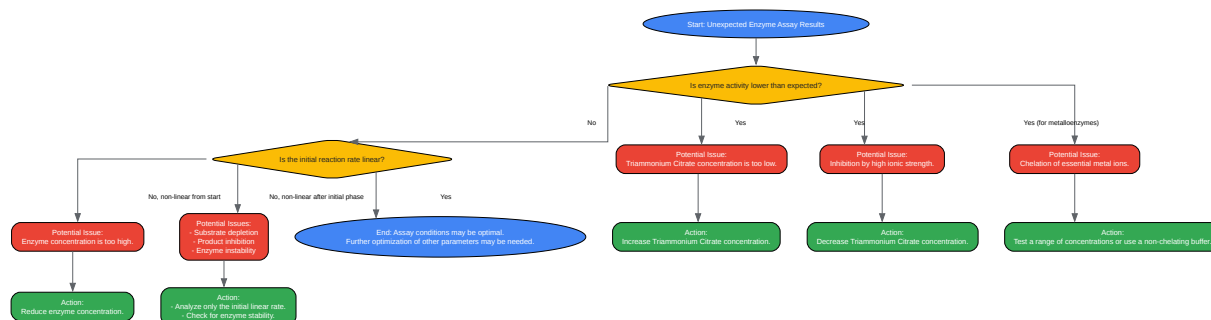 Start: Unexpected Enzyme Assay Results
Is enzyme activity lower than expected?
No
Yes
Yes
Yes (for metalloenzymes)
Is the initial reaction rate linear?
Potential Issue:
Triammonium Citrate concentration is too low.
Potential Issue:
Inhibition by high ionic strength.
Potential Issue:
Chelation of essential metal ions.
No, non-linear from start
No, non-linear after initial phase
Yes
Potential Issue:
Enzyme concentration is too high.
Potential Issues:
- Substrate depletion
- Product inhibition
- Enzyme instability
End: Assay conditions may be optimal.
Further optimization of other parameters may be needed.
Action:
Increase Triammonium Citrate concentration.
Action:
Decrease Triammonium Citrate concentration.
Action:
Test a range of concentrations or use a non-chelating buffer.
Action:
Reduce enzyme concentration.
Action:
- Analyze only the initial linear rate.
- Check for enzyme stability.